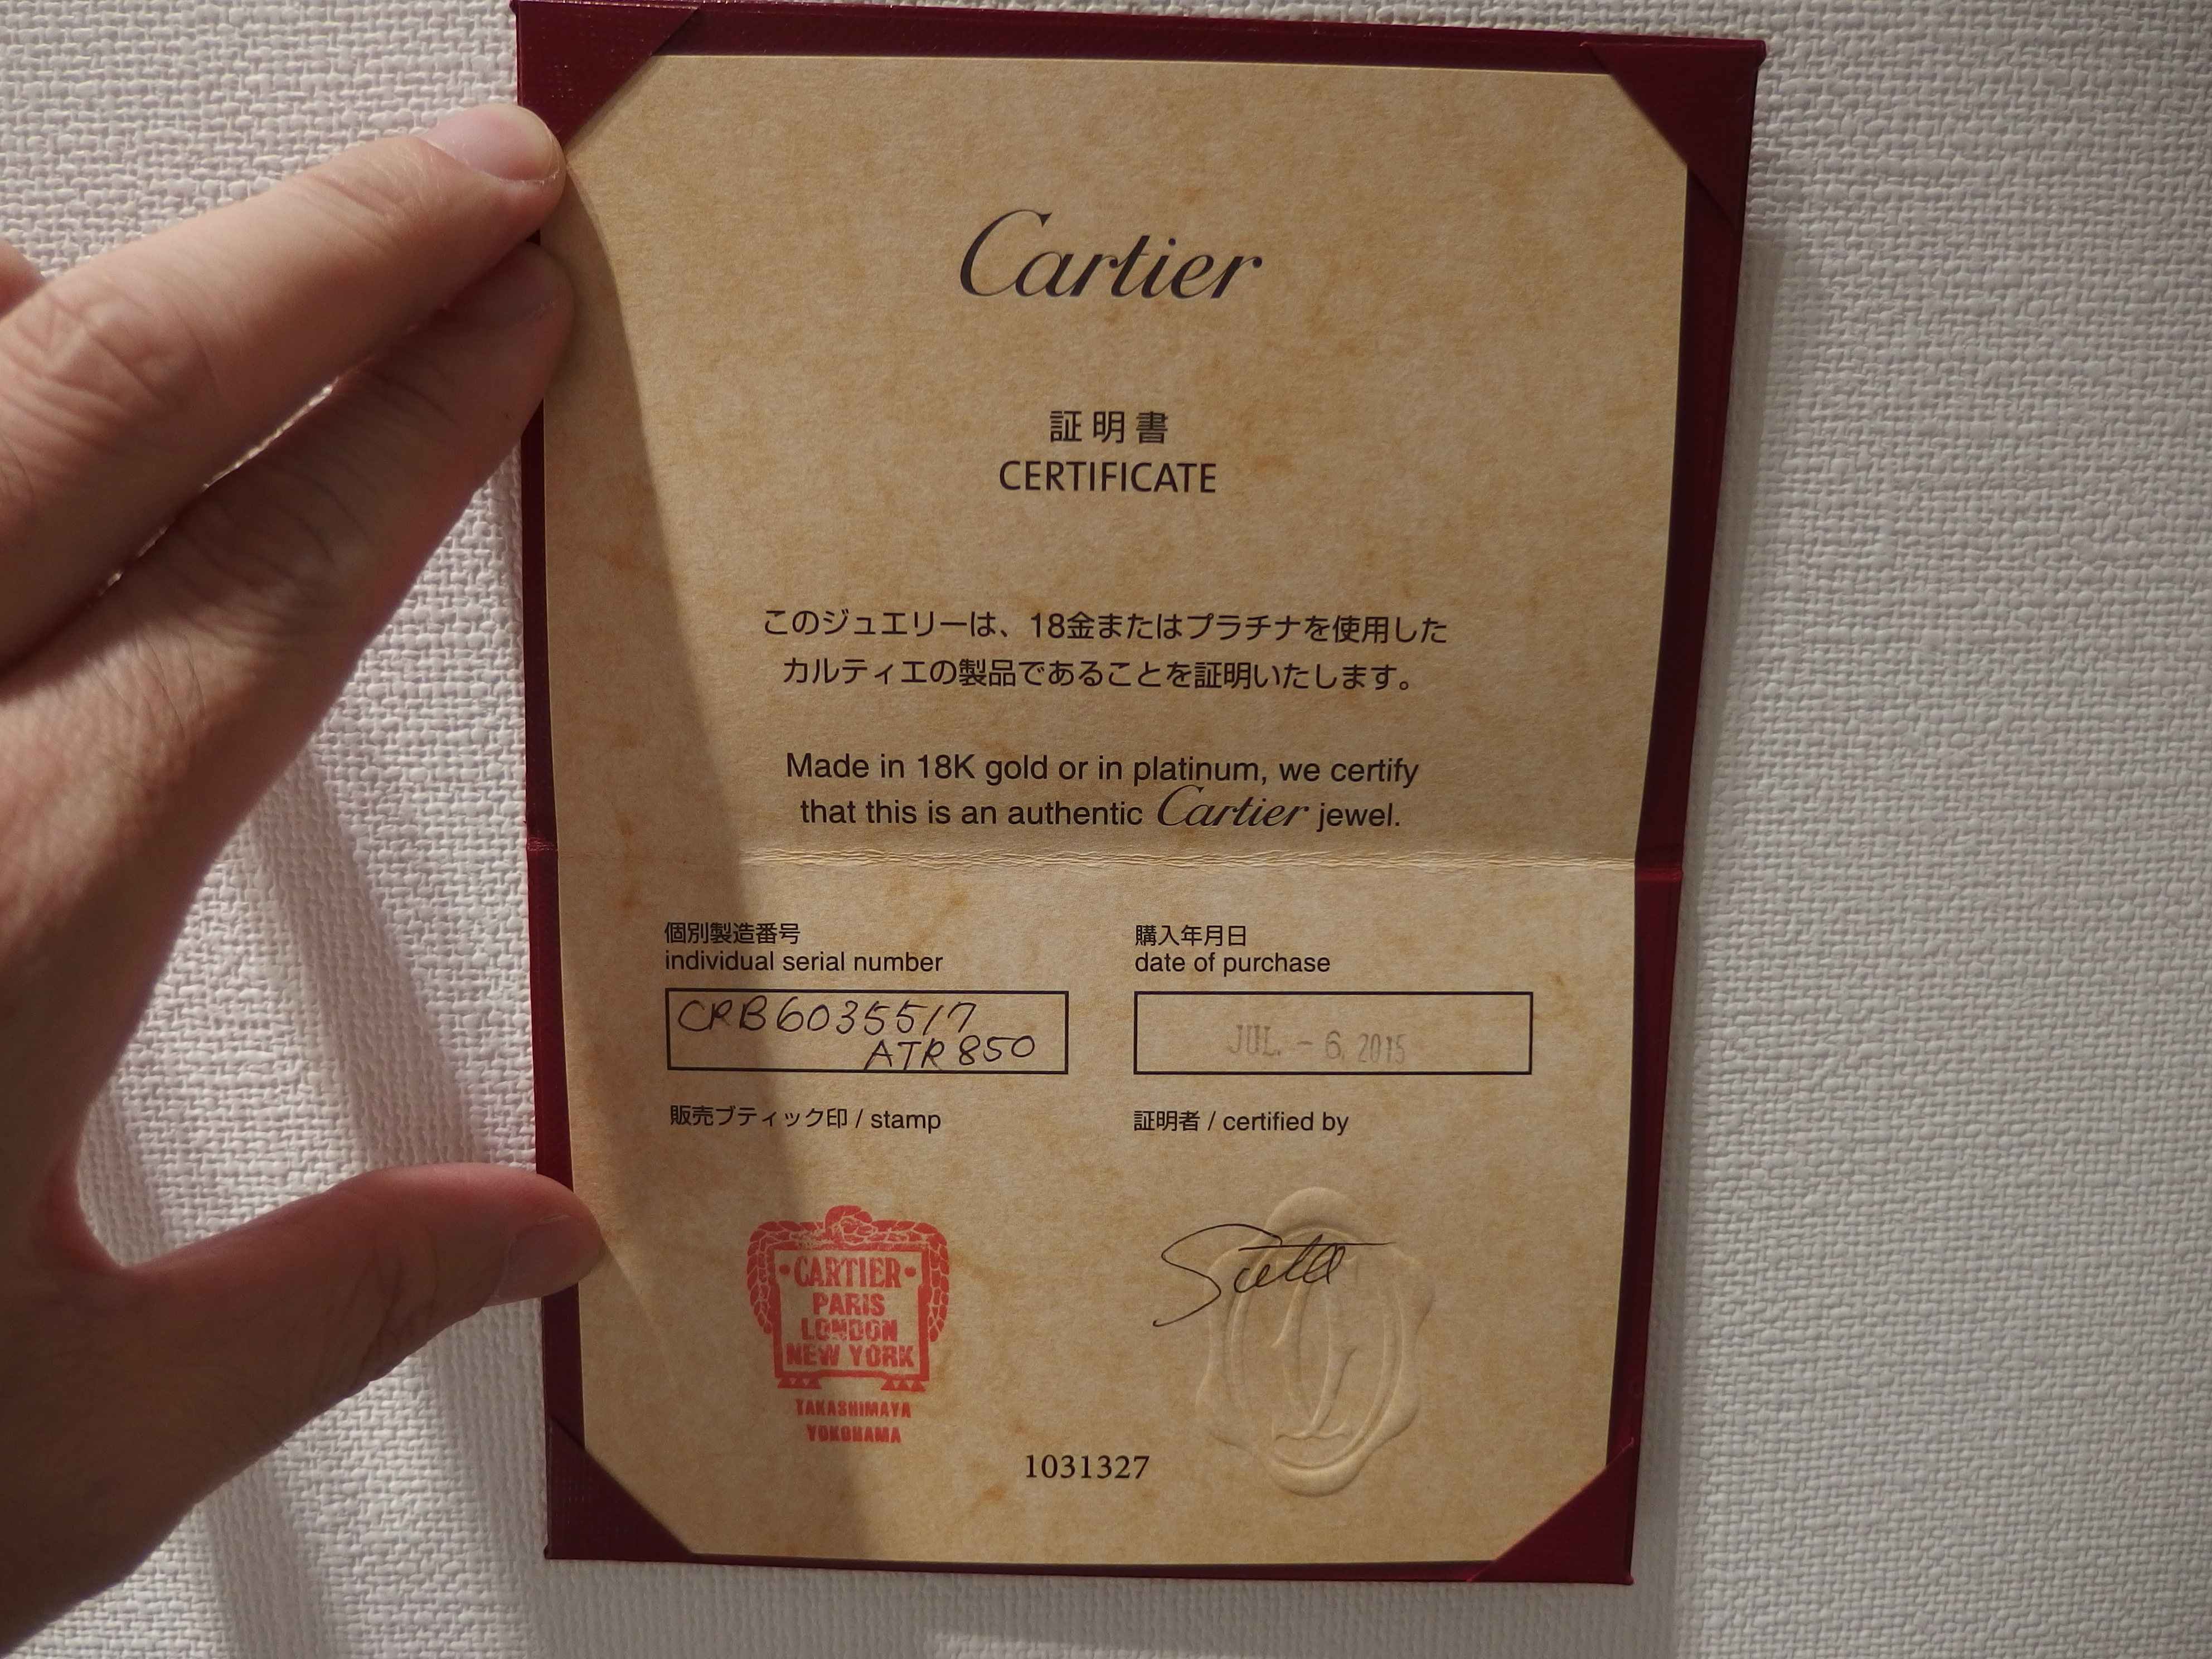 Cartier
証明書
CERTIFICATE
このジュエリーは、18金またはプラチナを使用した
カルティエの製品であることを証明いたします。
Made in 18K gold or in platinum, we certify
that this is an authentic Cartier jewel.
個別製造番号
individual serial number
CRB6035517
ATR850
購入年月日
date of purchase
JUL. - 6. 2015
販売ブティック印 / stamp
証明者 / certified by
•CARTIER•
PARIS
LONDON
NEW YORK
TAKASHIMAYA
YOKOHAMA
1031327